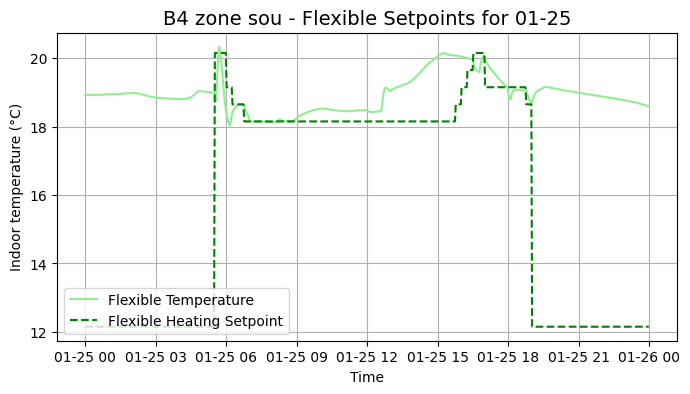 B4 zone sou - Flexible Setpoints for 01-25
Indoor temperature (°C)
20
18
16
14
12
Flexible Temperature
Flexible Heating Setpoint
01-25 00 01-25 03 01-25 06 01-25 09 01-25 12 01-25 15 01-25 18 01-25 21 01-26 00
Time